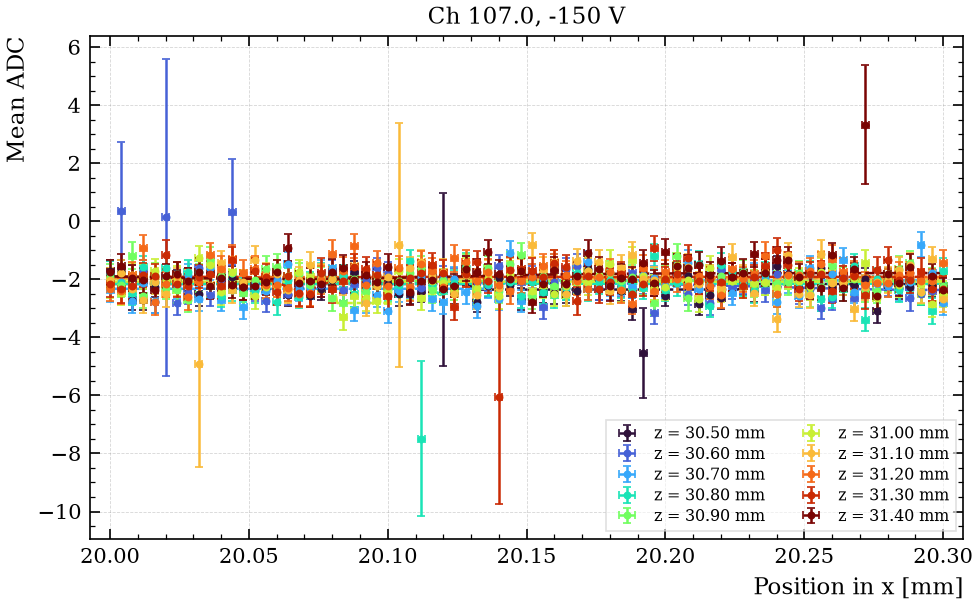 Ch 107.0, -150 V
Mean ADC
6
4
2
0
−2
−4
−6
−8
−10
z = 30.50 mm
z = 30.60 mm
z = 30.70 mm
z = 30.80 mm
z = 30.90 mm
z = 31.00 mm
z = 31.10 mm
z = 31.20 mm
z = 31.30 mm
z = 31.40 mm
20.00 20.05 20.10 20.15 20.20 20.25 20.30
Position in x [mm]